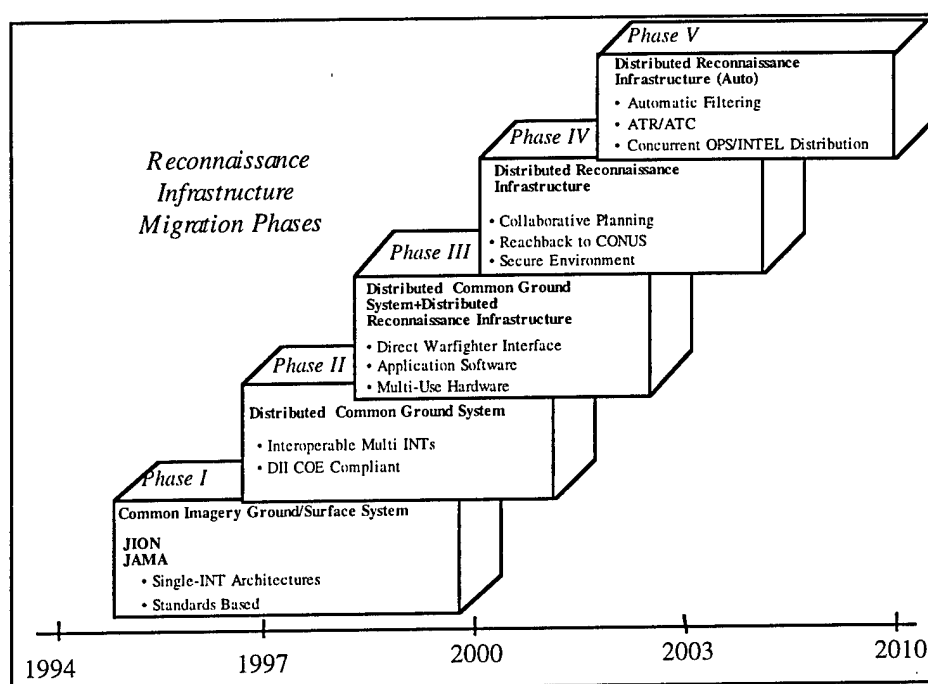 Reconnaissance
Infrastructure
Migration Phases
Phase V
Distributed Reconnaissance
Infrastructure (Auto)
• Automatic Filtering
• ATR/ATC
• Concurrent OPS/INTEL Distribution
Phase IV
Distributed Reconnaissance
Infrastructure
• Collaborative Planning
• Reachback to CONUS
• Secure Environment
Phase III
Distributed Common Ground
System+Distributed
Reconnaissance Infrastructure
• Direct Warfighter Interface
• Application Software
• Multi-Use Hardware
Phase II
Distributed Common Ground System
• Interoperable Multi INTs
• DII COE Compliant
Phase I
Common Imagery Ground/Surface System
JION
JAMA
• Single-INT Architectures
• Standards Based
1994 1997 2000 2003 2010